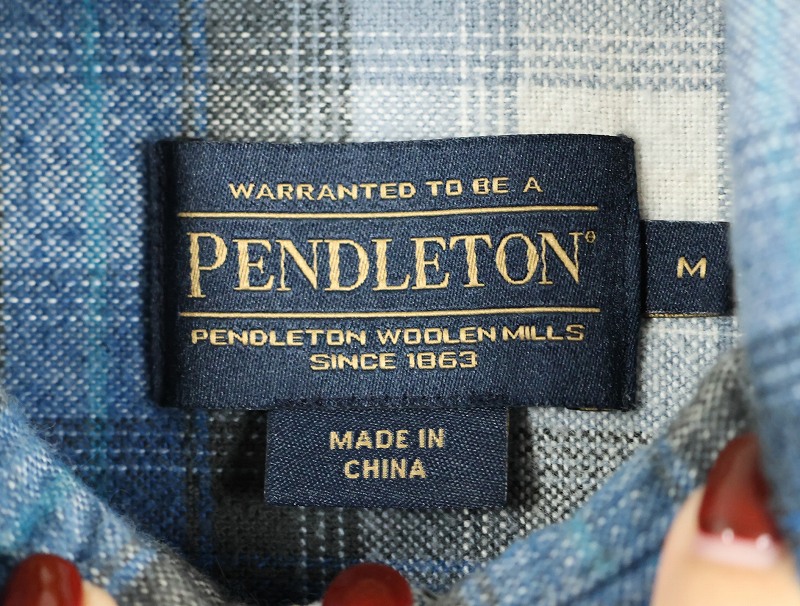 WARRANTED TO BE A
PENDLETON®
M
PENDLETON WOOLEN MILLS
SINCE 1863
MADE IN
CHINA